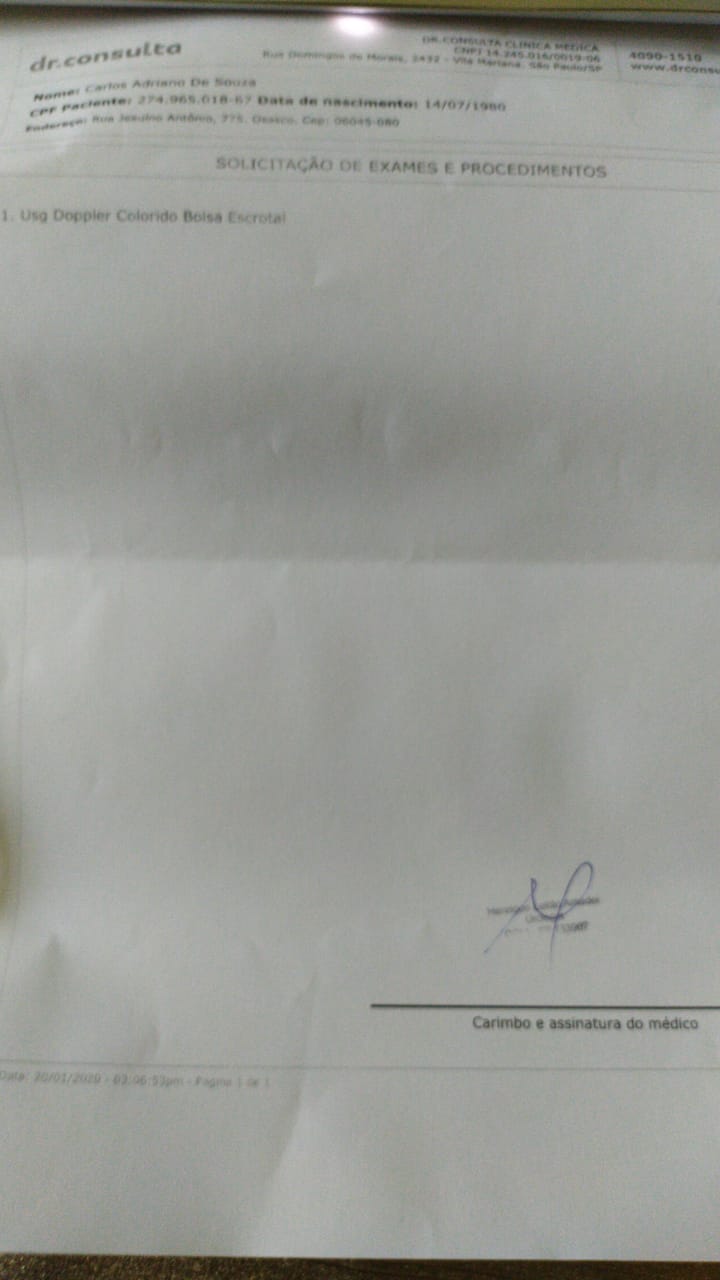 dr.consulta
DR.CONSULTA CLINICA MEDICA
CNPJ 14.245.016/0019-06
Rua Domingos de Morais, 2432 - Vila Mariana, São Paulo/SP
4090-1510
www.drconsu
Nome: Carlos Adriano De Souza
CPF Paciente: 274.965.018-67 Data de nascimento: 14/07/1980
Endereço: Rua Jesuíno Antônio, 775. Osasco. Cep: 06045-080
SOLICITAÇÃO DE EXAMES E PROCEDIMENTOS
1. Usg Doppler Colorido Bolsa Escrotal
Carimbo e assinatura do médico
Data: 20/01/2020 - 03:06:53pm - Pagina 1 de 1